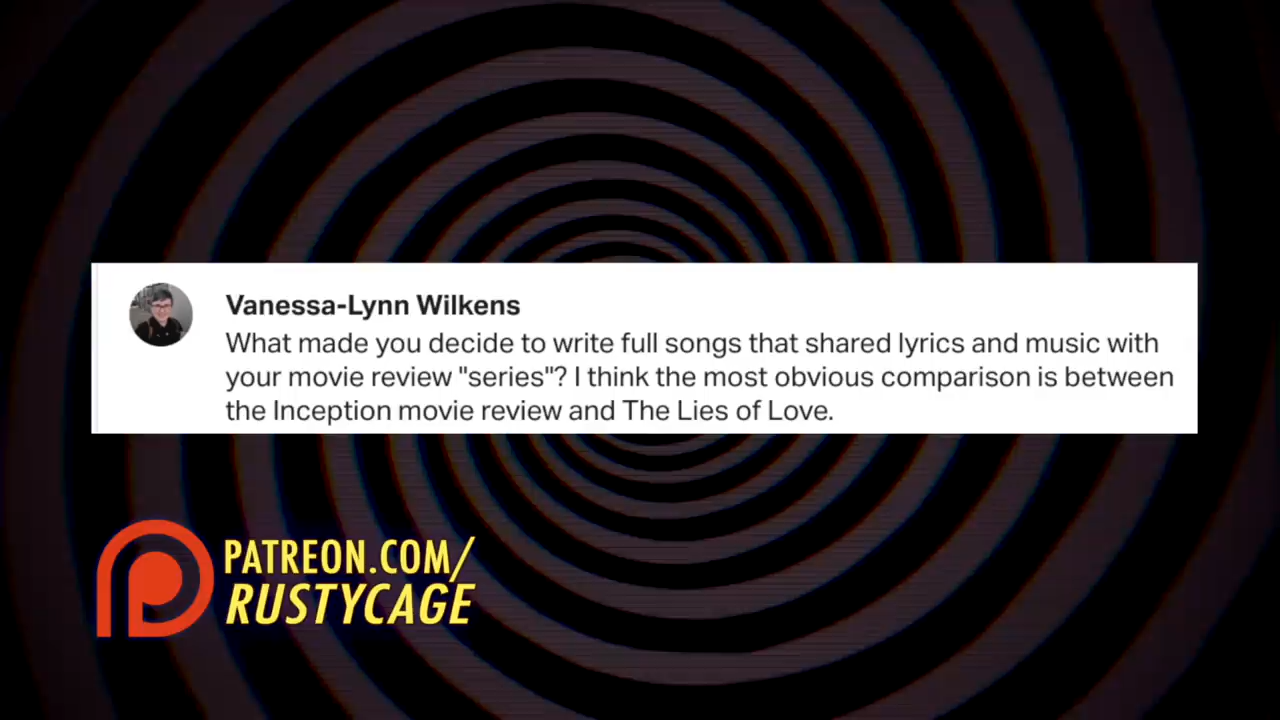 Vanessa-Lynn Wilkens
What made you decide to write full songs that shared lyrics and music with
your movie review "series"? I think the most obvious comparison is between
the Inception movie review and The Lies of Love.
PATREON.COM/
RUSTYCAGE